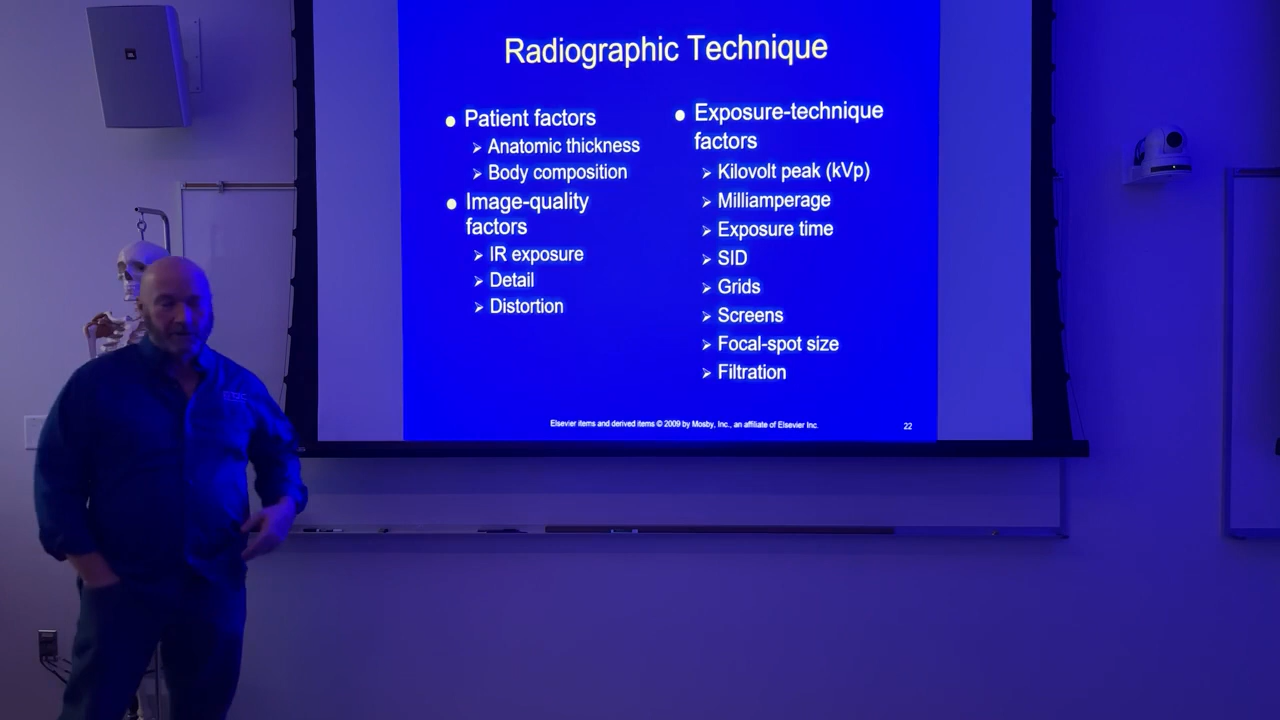 Radiographic Technique
● Patient factors
➢ Anatomic thickness
➢ Body composition
● Image-quality
factors
➢ IR exposure
➢ Detail
➢ Distortion
● Exposure-technique
factors
➢ Kilovolt peak (kVp)
➢ Milliamperage
➢ Exposure time
➢ SID
➢ Grids
➢ Screens
➢ Focal-spot size
➢ Filtration
Elsevier items and derived items © 2009 by Mosby, Inc., an affiliate of Elsevier Inc.
22